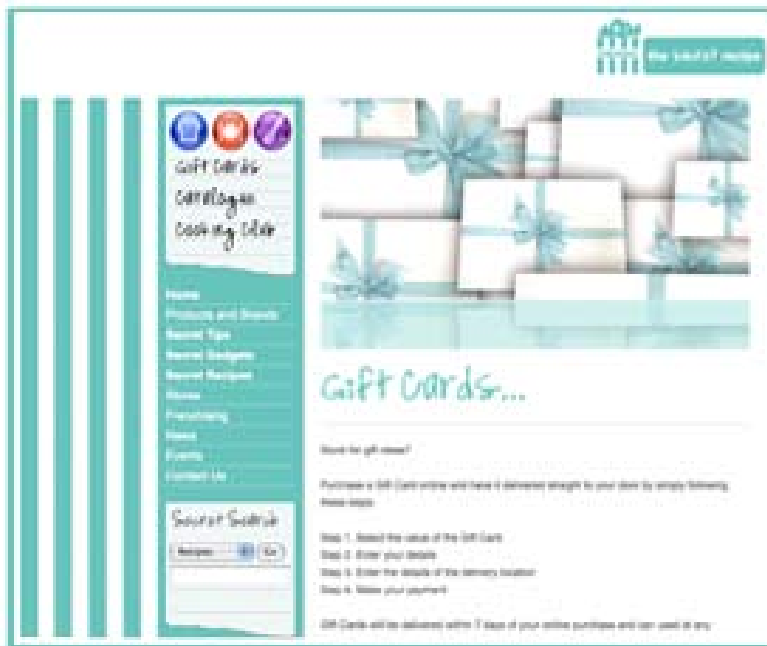 the secret recipe
Gift Cards
Catalogue
Cooking Club
Home
Products and Brands
Secret Tips
Secret Gadgets
Secret Recipes
Stores
Franchising
News
Events
Contact Us
Secret Search
Recipes Go
Gift Cards...
Stuck for gift ideas?
Purchase a Gift Card online and have it delivered straight to your door by simply following
these steps:
Step 1. Select the value of the Gift Card
Step 2. Enter your details
Step 3. Enter the details of the delivery location
Step 4. Make your payment
Gift Cards will be delivered within 7 days of your online purchase and can used at any